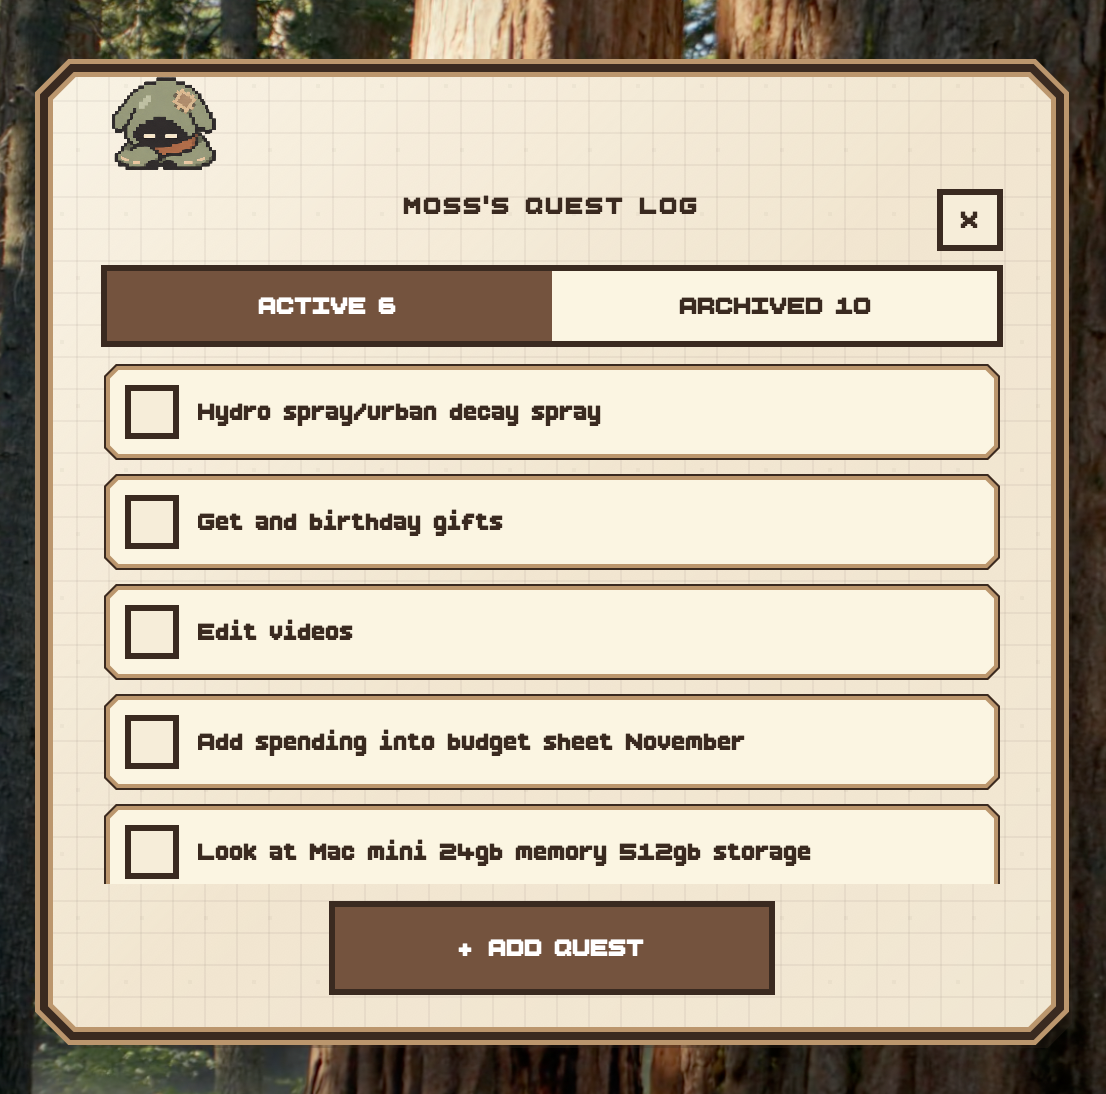 MOSS'S QUEST LOG
X
ACTIVE 6
ARCHIVED 10
Hydro spray/urban decay spray
Get and birthday gifts
Edit videos
Add spending into budget sheet November
Look at Mac mini 24gb memory 512gb storage
+ ADD QUEST